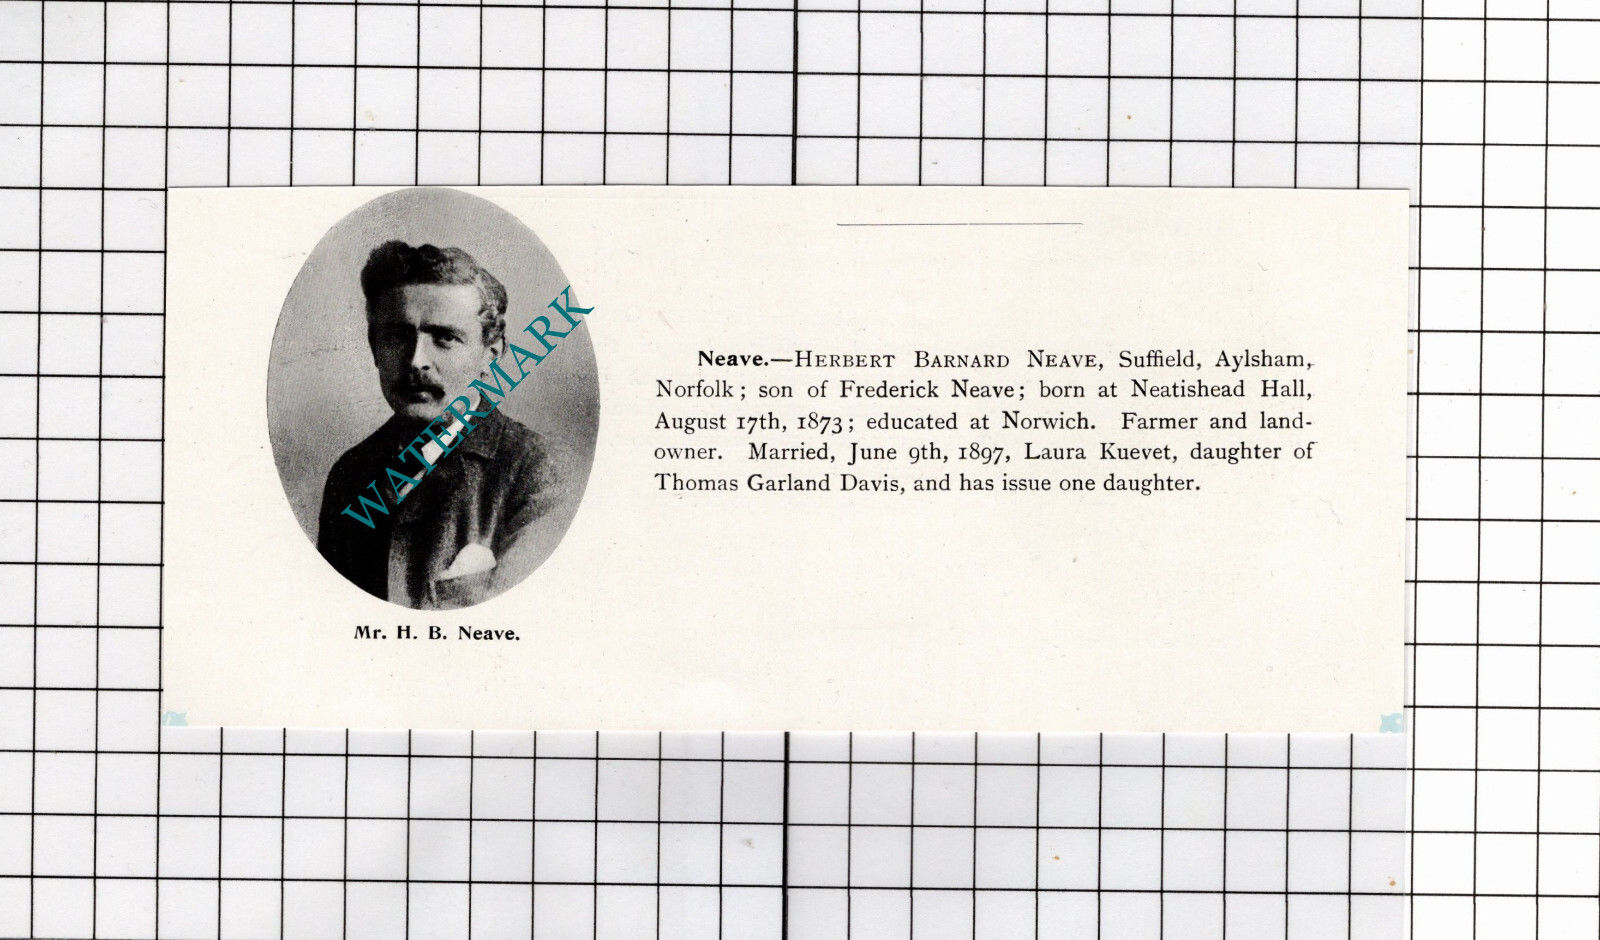 WATERMARK
Mr. H. B. Neave.
Neave.—HERBERT BARNARD NEAVE, Suffield, Aylsham,
Norfolk; son of Frederick Neave; born at Neatishead Hall,
August 17th, 1873; educated at Norwich. Farmer and land-
owner. Married, June 9th, 1897, Laura Kuevet, daughter of
Thomas Garland Davis, and has issue one daughter.